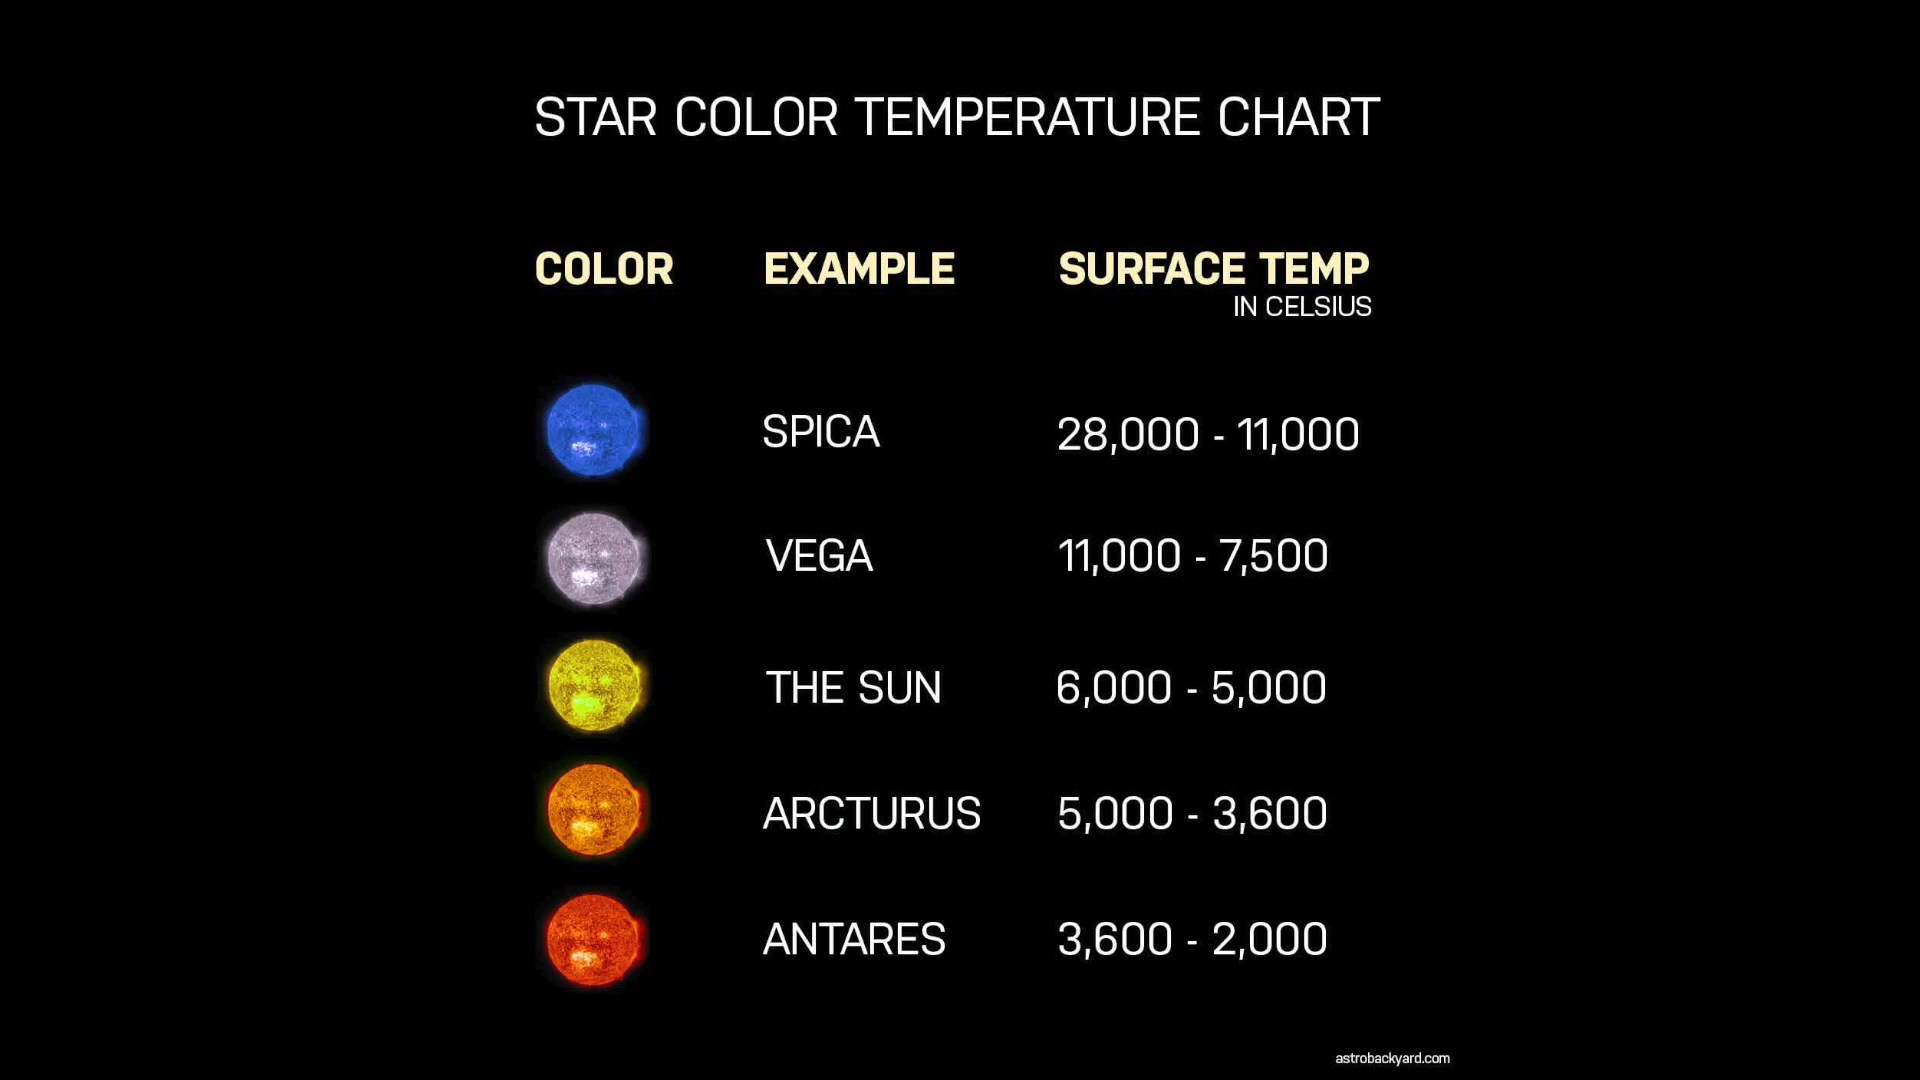 STAR COLOR TEMPERATURE CHART
COLOR EXAMPLE SURFACE TEMP
IN CELSIUS
SPICA 28,000 - 11,000
VEGA 11,000 - 7,500
THE SUN 6,000 - 5,000
ARCTURUS 5,000 - 3,600
ANTARES 3,600 - 2,000
astrobackyard.com